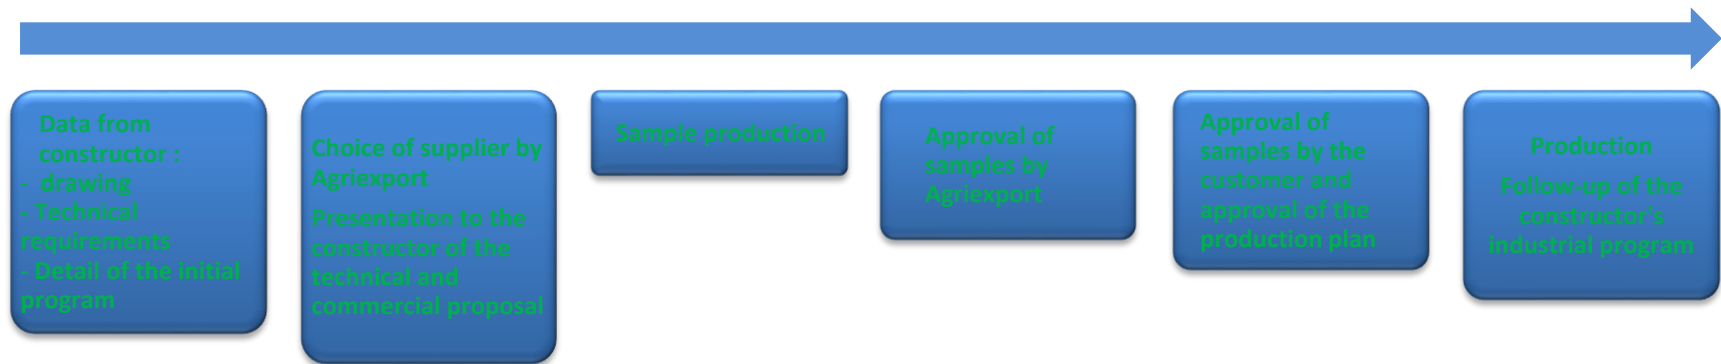 Data from
constructor :
- drawing
- Technical
requirements
- Detail of the initial
program
Choice of supplier by
Agriexport
Presentation to the
constructor of the
technical and
commercial proposal
Sample production
Approval of
samples by
Agriexport
Approval of
samples by the
customer and
approval of the
production plan
Production
Follow-up of the
constructor's
industrial program